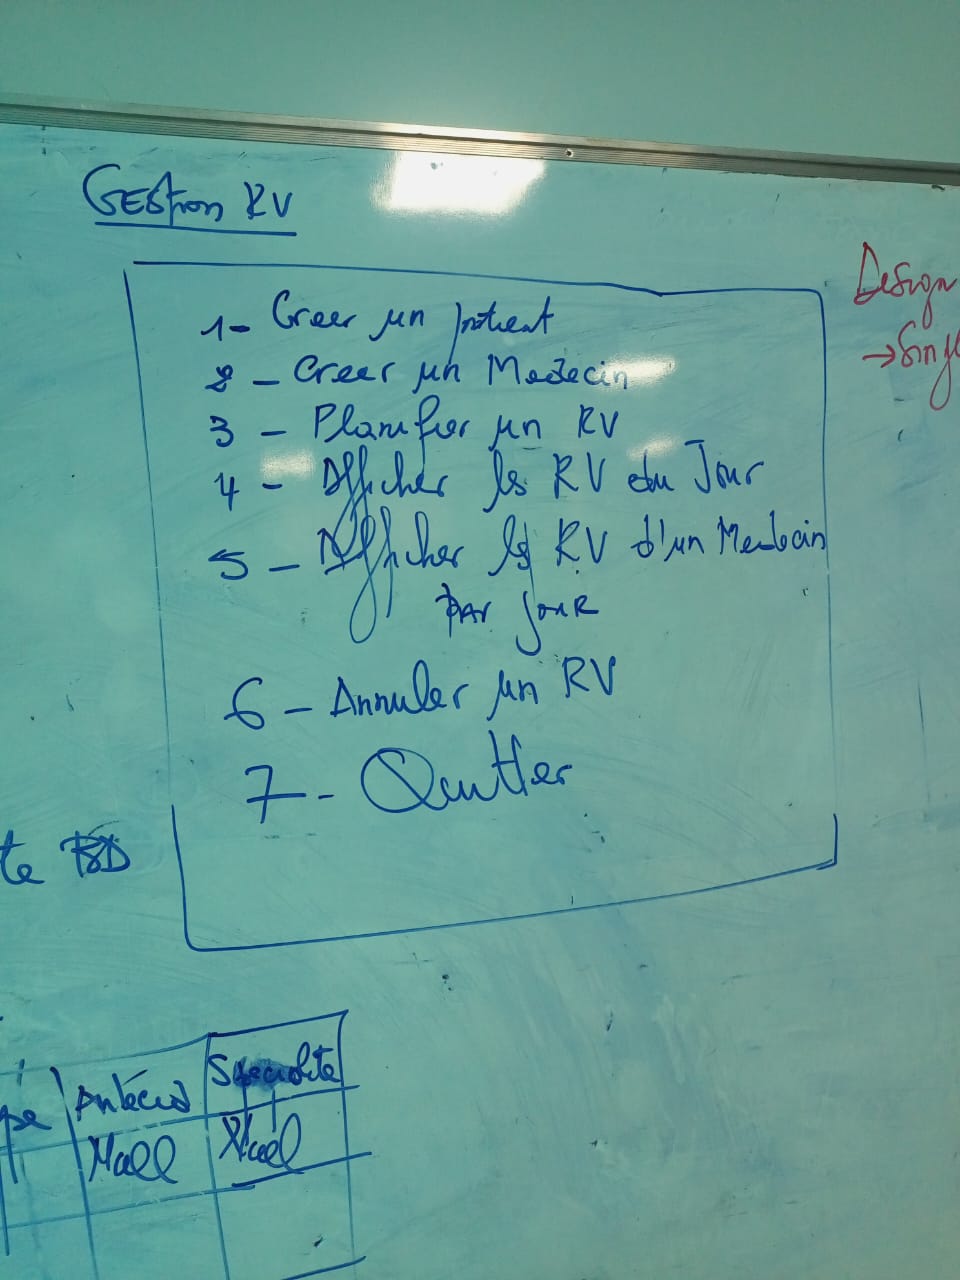 GEStion RV
1- Creer un patient
2 - Creer un Medecin
3 - Planifier un RV
4 - Afficher les RV du Jour
5 - Afficher les RV d'un Medecin
par jour
6 - Annuler un RV
7 - Quitter
Design
→ Singl
te BD
pe Antécéd Spécialité
Null Null